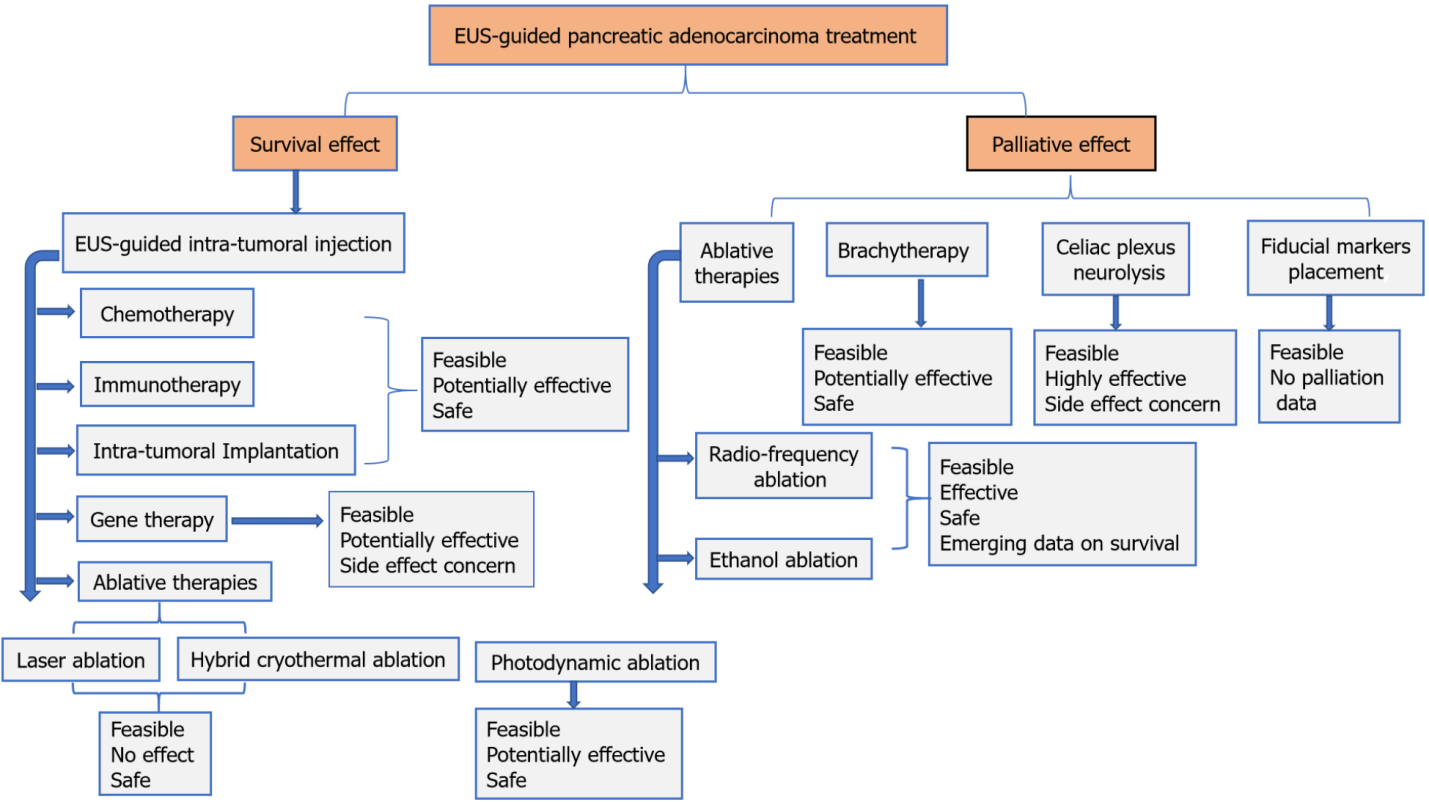 EUS-guided pancreatic adenocarcinoma treatment
Survival effect
EUS-guided intra-tumoral injection
Chemotherapy
Immunotherapy
Intra-tumoral Implantation
Feasible
Potentially effective
Safe
Gene therapy
Feasible
Potentially effective
Side effect concern
Ablative therapies
Laser ablation
Hybrid cryothermal ablation
Feasible
No effect
Safe
Photodynamic ablation
Feasible
Potentially effective
Safe
Palliative effect
Ablative
therapies
Radio-frequency
ablation
Ethanol ablation
Feasible
Effective
Safe
Emerging data on survival
Brachytherapy
Feasible
Potentially effective
Safe
Celiac plexus
neurolysis
Feasible
Highly effective
Side effect concern
Fiducial markers
placement
Feasible
No palliation
data